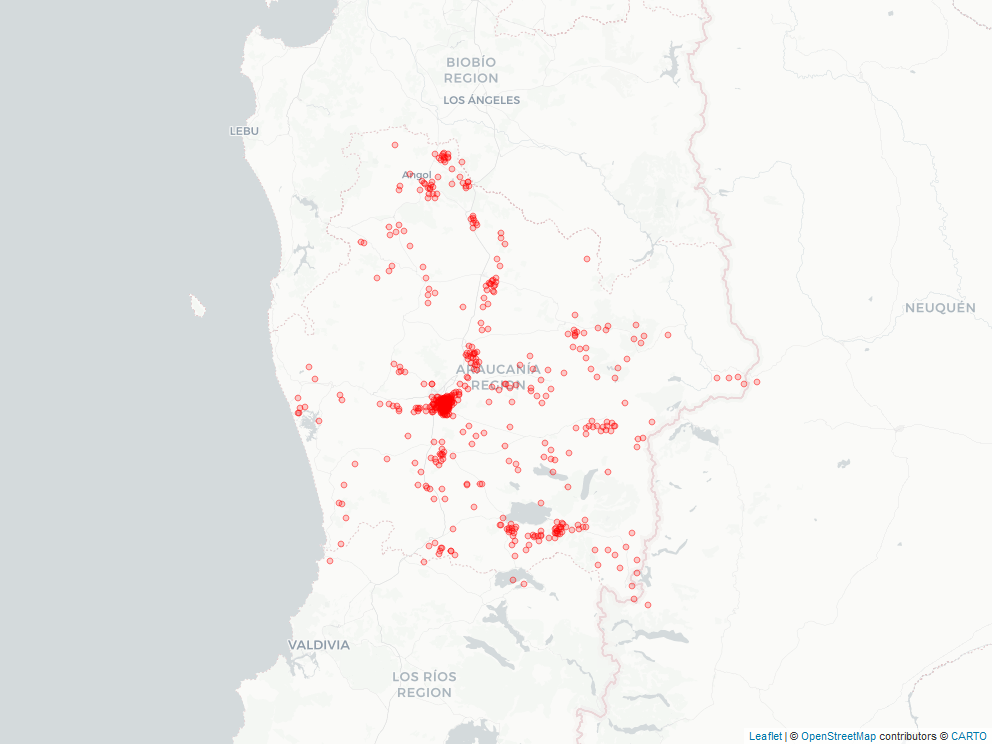 BIOBÍO
REGION
LOS ÁNGELES
LEBU
Angol
NEUQUÉN
ARAUCANÍA
REGION
VALDIVIA
LOS RÍOS
REGION
Leaflet | © OpenStreetMap contributors © CARTO